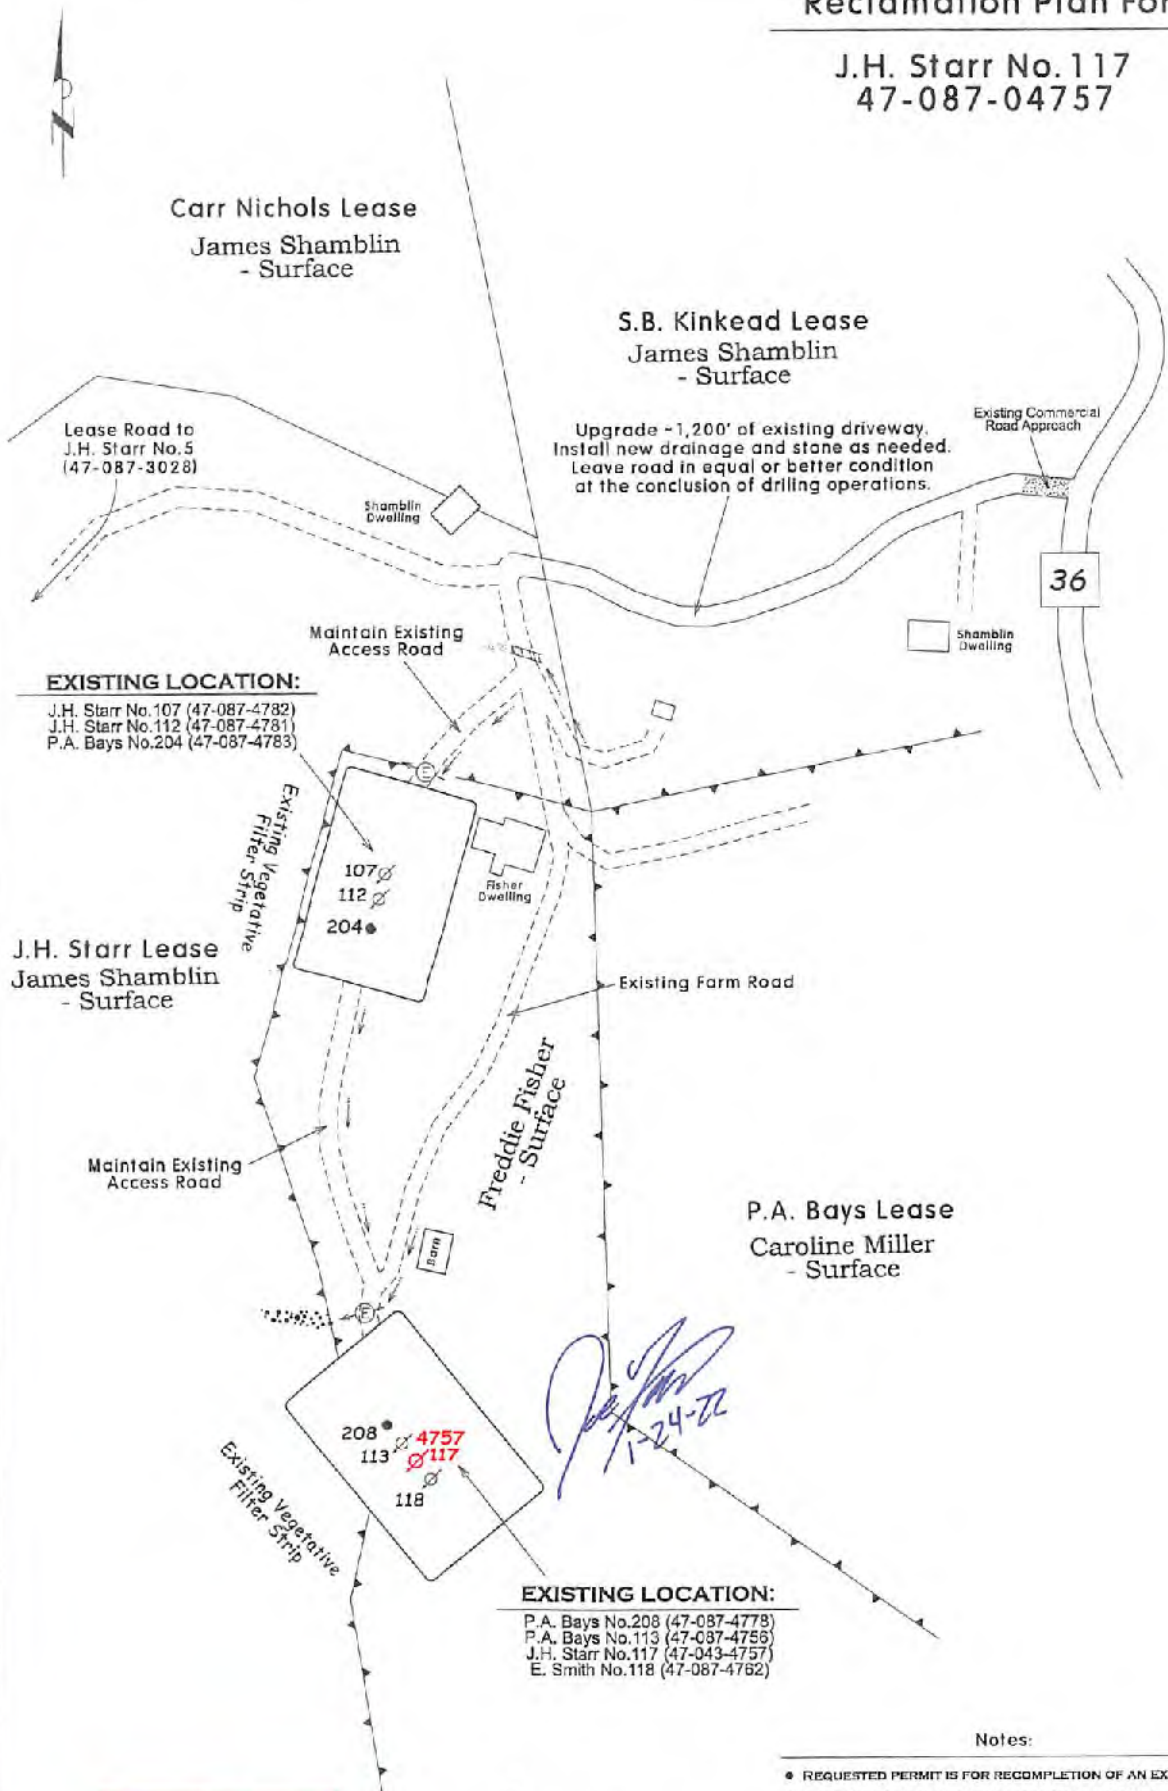 Reclamation Plan For
J.H. Starr No.117
47-087-04757
N
Carr Nichols Lease
James Shamblin
- Surface
S.B. Kinkead Lease
James Shamblin
- Surface
Lease Road to
J.H. Starr No.5
(47-087-3028)
Upgrade ~1,200' of existing driveway.
Install new drainage and stone as needed.
Leave road in equal or better condition
at the conclusion of drilling operations.
Existing Commercial
Road Approach
Shamblin
Dwelling
36
Shamblin
Dwelling
Maintain Existing
Access Road
EXISTING LOCATION:
J.H. Starr No.107 (47-087-4782)
J.H. Starr No.112 (47-087-4781)
P.A. Bays No.204 (47-087-4783)
E
Existing Vegetative
Filter Strip
107
112
204
Fisher
Dwelling
J.H. Starr Lease
James Shamblin
- Surface
Existing Farm Road
Freddie Fisher
- Surface
Maintain Existing
Access Road
Barn
P.A. Bays Lease
Caroline Miller
- Surface
F
1-24-22
208
113
4757
117
118
Existing Vegetative
Filter Strip
EXISTING LOCATION:
P.A. Bays No.208 (47-087-4778)
P.A. Bays No.113 (47-087-4756)
J.H. Starr No.117 (47-043-4757)
E. Smith No.118 (47-087-4762)
Notes:
• REQUESTED PERMIT IS FOR RECOMPLETION OF AN EX